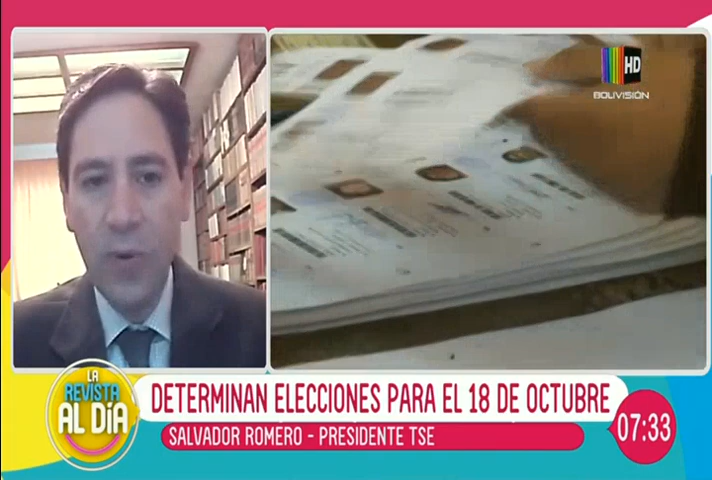 HD
BOLIVISIÓN
LA
REVISTA
AL DÍA
DETERMINAN ELECCIONES PARA EL 18 DE OCTUBRE
SALVADOR ROMERO - PRESIDENTE TSE
07:33